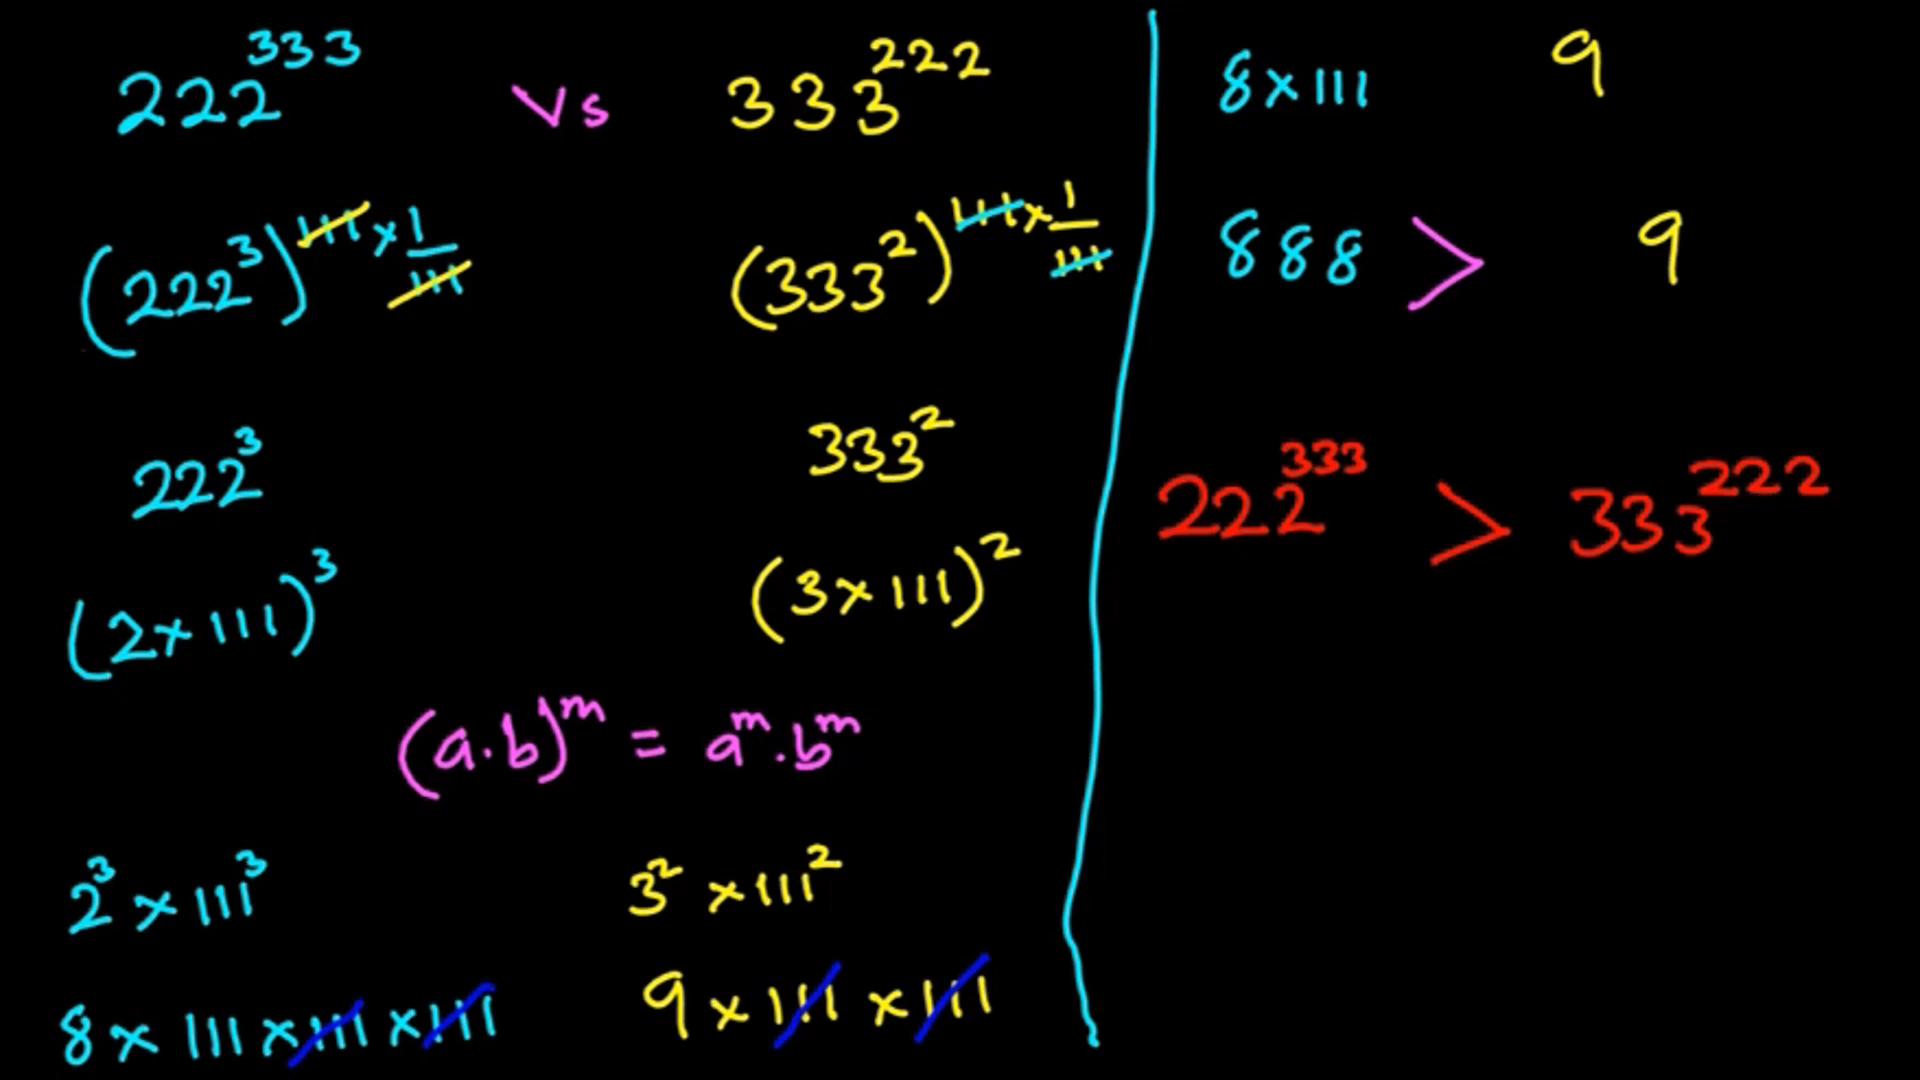 222^333 Vs 333^222
(222^3)^111×1/111 (333^2)^111×1/111
222^3 333^2
(2×111)^3 (3×111)^2
(a.b)^m = a^m.b^m
2^3 × 111^3 3^2 × 111^2
8 × 111 × 111 × 111 9 × 111 × 111
8×111 9
888 > 9
222^333 > 333^222